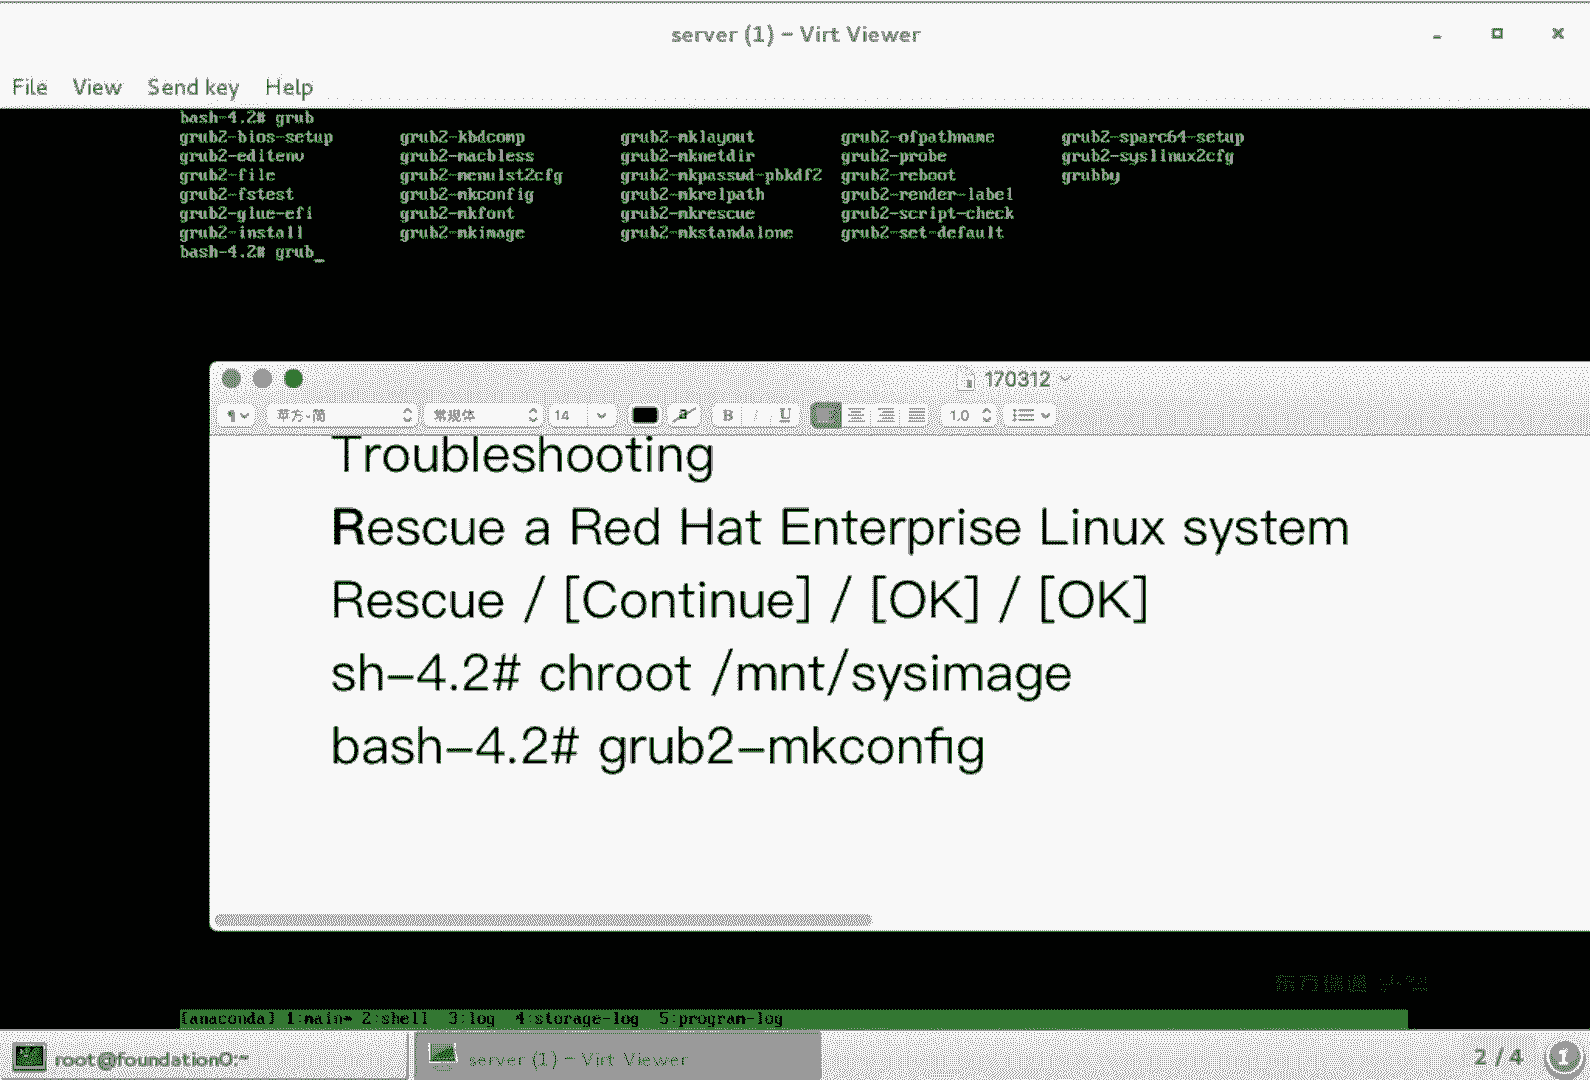 server (1) - Virt Viewer
File View Send key Help
bash-4.2# grub
grub2-bios-setup grub2-kbdcomp grub2-mklayout grub2-ofpathname grub2-sparc64-setup
grub2-editenv grub2-macbless grub2-mknetdir grub2-probe grub2-syslinux2cfg
grub2-file grub2-menulst2cfg grub2-mkpasswd-pbkdf2 grub2-reboot grubby
grub2-fstest grub2-mkconfig grub2-mkrelpath grub2-render-label
grub2-glue-efi grub2-mkfont grub2-mkrescue grub2-script-check
grub2-install grub2-mkimage grub2-mkstandalone grub2-set-default
bash-4.2# grub_
170312
¶ 苹方-简 常规体 14 a B I U 1.0
Troubleshooting
Rescue a Red Hat Enterprise Linux system
Rescue / [Continue] / [OK] / [OK]
sh-4.2# chroot /mnt/sysimage
bash-4.2# grub2-mkconfig
[anaconda] 1:main* 2:shell 3:log 4:storage-log 5:program-log
root@foundation0:~ server (1) - Virt Viewer 2 / 4 1